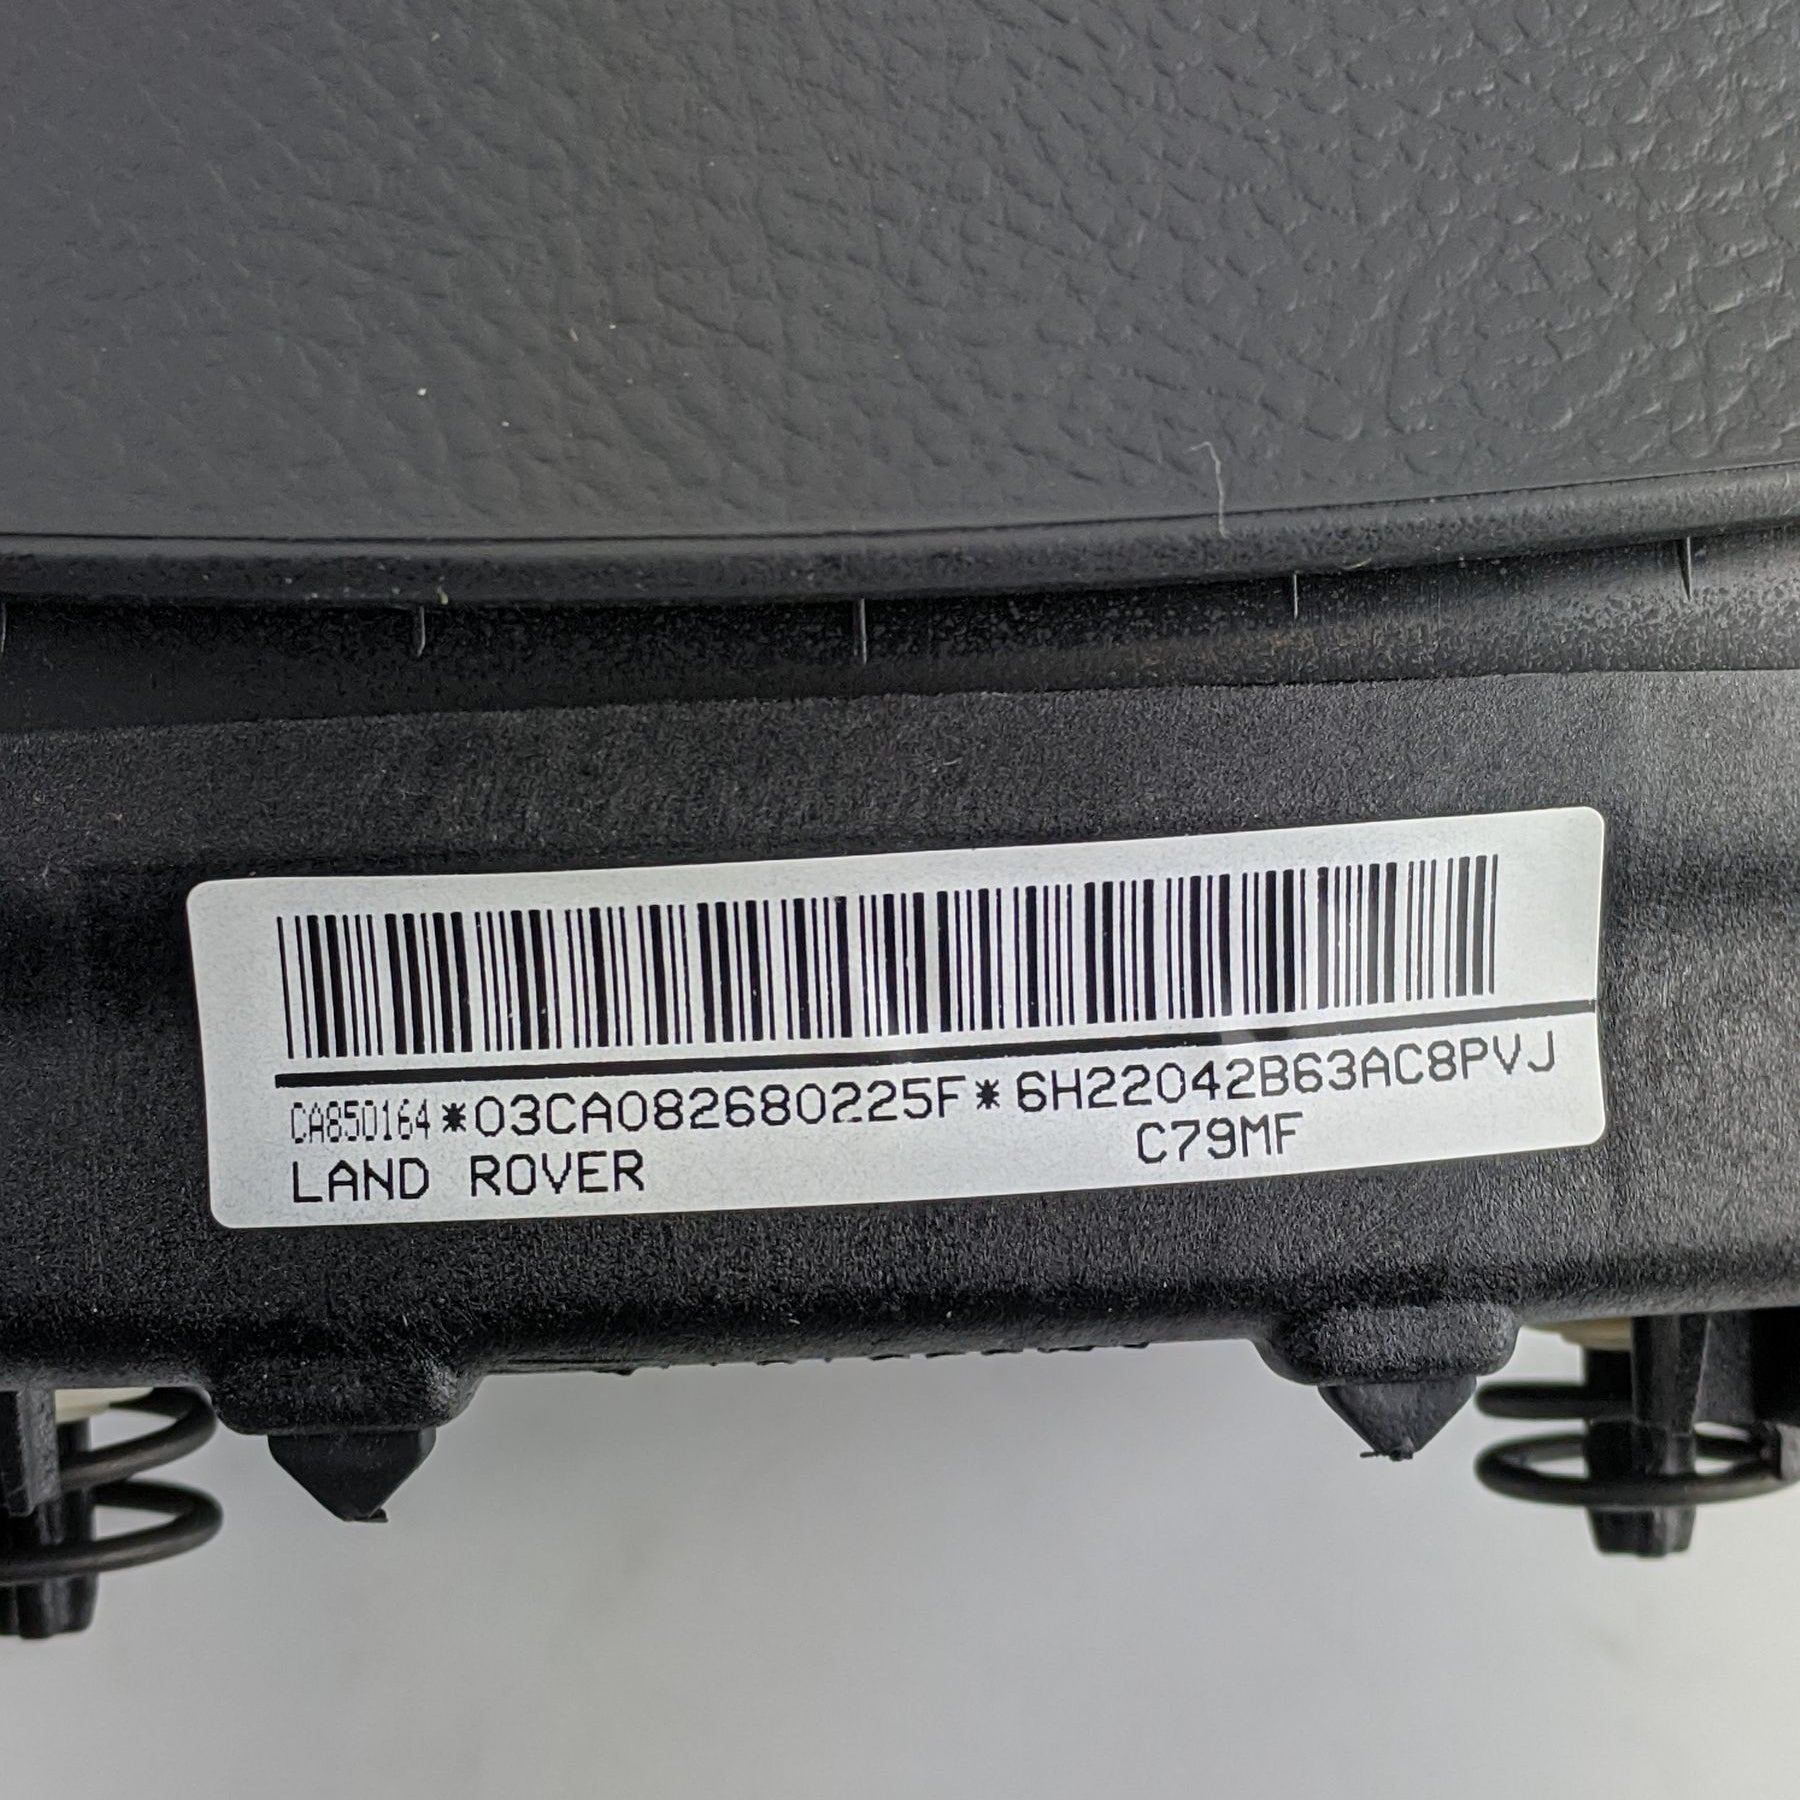 CA850164*03CA082680225F*6H22042B63AC8PVJ
LAND ROVER C79MF